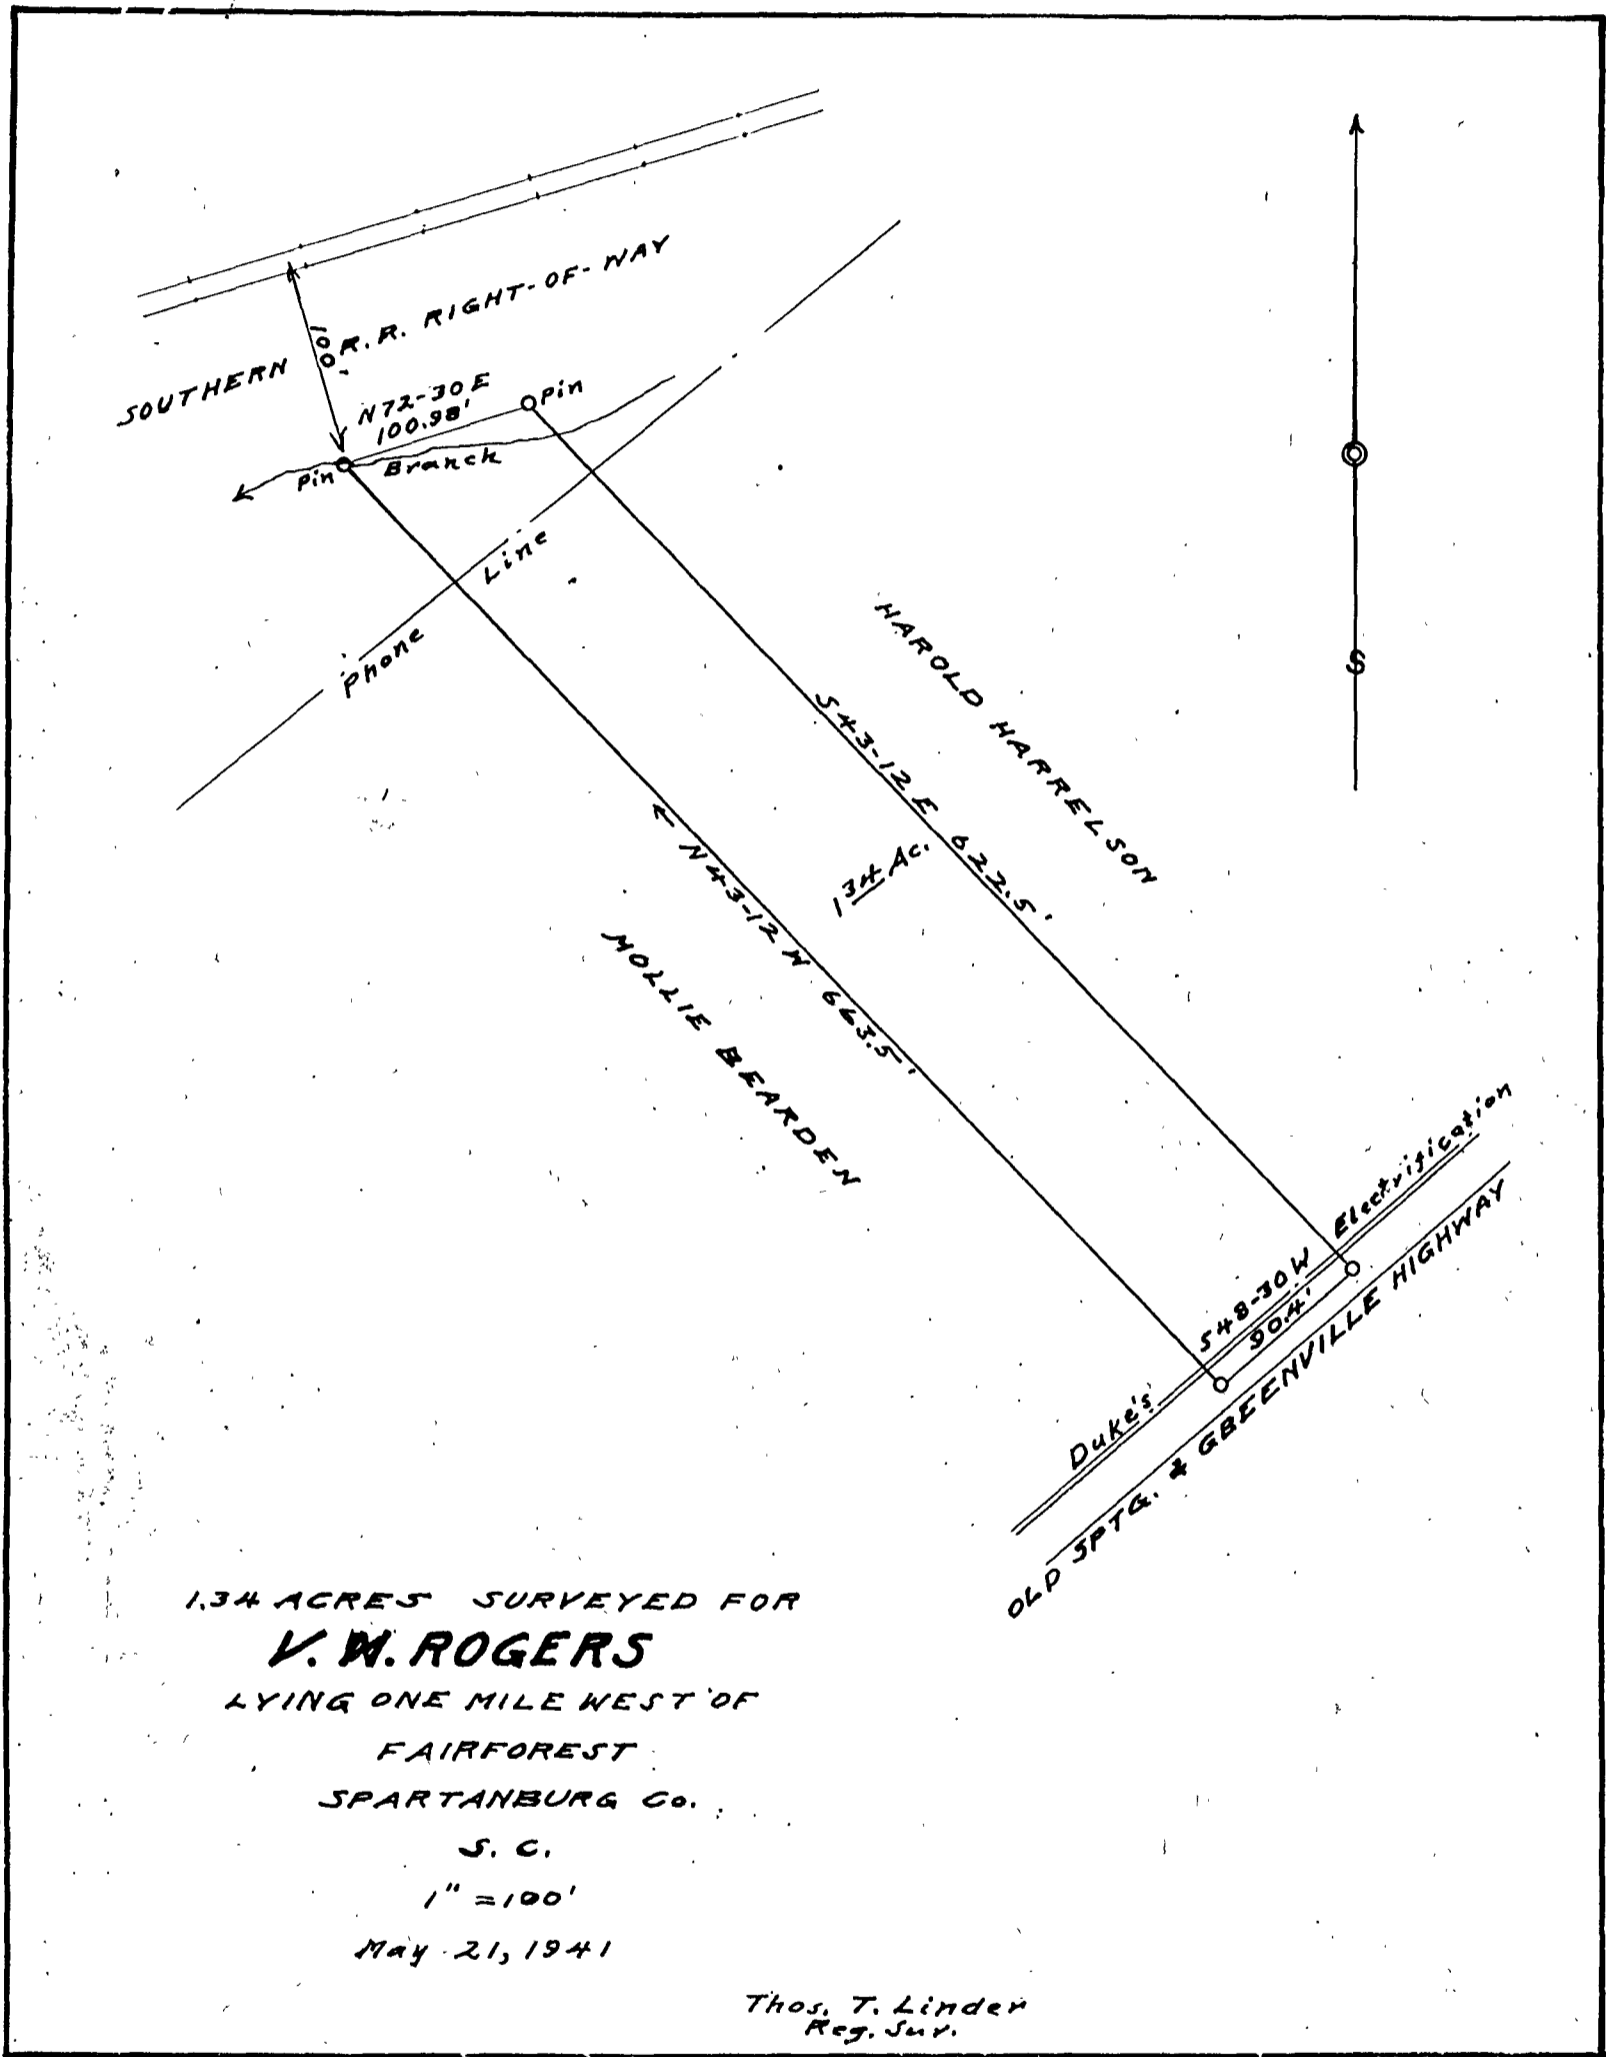 SOUTHERN R.R. RIGHT-OF-WAY
100'
N72-30E
100.98'
Pin
Pin
Branch
Phone Line
S
HAROLD HARRELSON
S43-12E 622.5'
1 34 Ac.
N43-12W 663.5'
MOLLIE BEARDEN
Duke's Electrification
S48-30W
90.4'
OLD SPTG. & GBEENVILLE HIGHWAY
1.34 ACRES SURVEYED FOR
V. W. ROGERS
LYING ONE MILE WEST OF
FAIRFOREST
SPARTANBURG Co.
S. C.
1" = 100'
May 21, 1941
Thos. T. Linder
Reg. Sur.